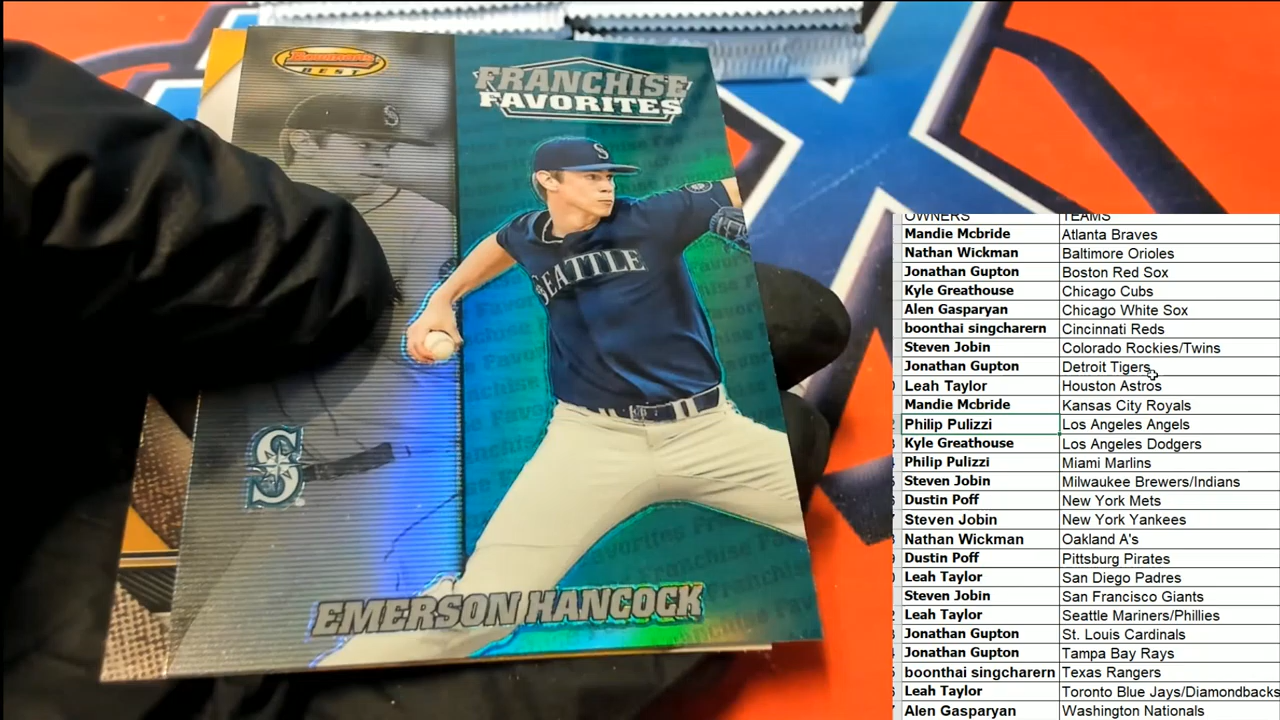 Bowman's
BEST
FRANCHISE
FAVORITES
S
S
SEATTLE
S
EMERSON HANCOCK
OWNERS TEAMS
Mandie Mcbride Atlanta Braves
Nathan Wickman Baltimore Orioles
Jonathan Gupton Boston Red Sox
Kyle Greathouse Chicago Cubs
Alen Gasparyan Chicago White Sox
boonthai singcharern Cincinnati Reds
Steven Jobin Colorado Rockies/Twins
Jonathan Gupton Detroit Tigers
Leah Taylor Houston Astros
Mandie Mcbride Kansas City Royals
Philip Pulizzi Los Angeles Angels
Kyle Greathouse Los Angeles Dodgers
Philip Pulizzi Miami Marlins
Steven Jobin Milwaukee Brewers/Indians
Dustin Poff New York Mets
Steven Jobin New York Yankees
Nathan Wickman Oakland A's
Dustin Poff Pittsburg Pirates
Leah Taylor San Diego Padres
Steven Jobin San Francisco Giants
Leah Taylor Seattle Mariners/Phillies
Jonathan Gupton St. Louis Cardinals
Jonathan Gupton Tampa Bay Rays
boonthai singcharern Texas Rangers
Leah Taylor Toronto Blue Jays/Diamondbacks
Alen Gasparyan Washington Nationals